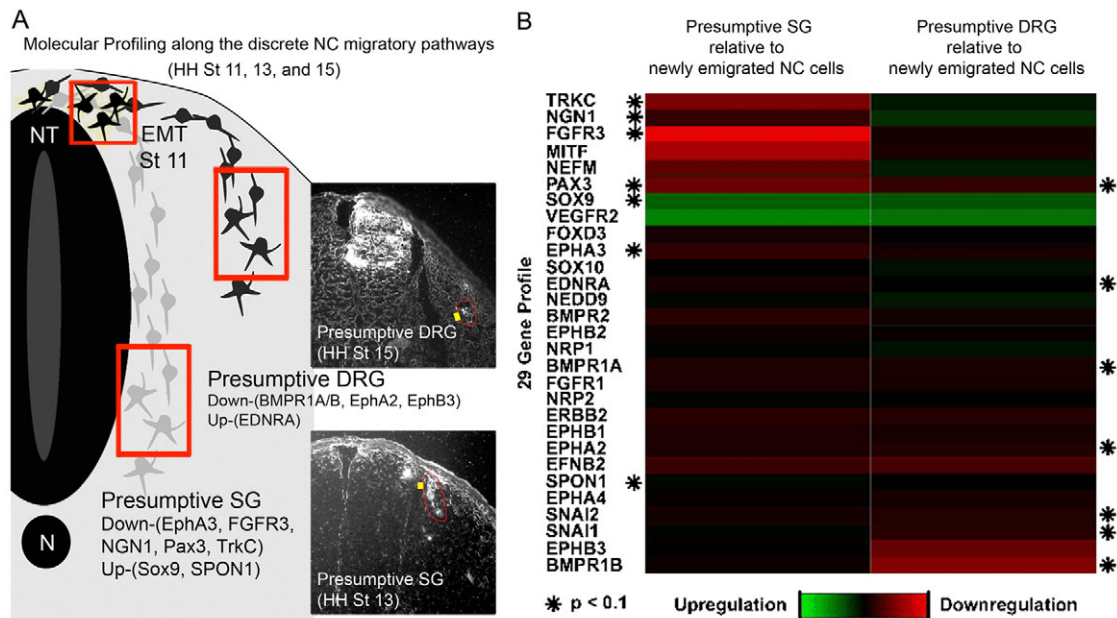 A
Molecular Profiling along the discrete NC migratory pathways
(HH St 11, 13, and 15)
NT
EMT
St 11
Presumptive DRG
(HH St 15)
Presumptive DRG
Down-(BMPR1A/B, EphA2, EphB3)
Up-(EDNRA)
Presumptive SG
Down-(EphA3, FGFR3,
NGN1, Pax3, TrkC)
Up-(Sox9, SPON1)
N
Presumptive SG
(HH St 13)
B
Presumptive SG
relative to
newly emigrated NC cells
Presumptive DRG
relative to
newly emigrated NC cells
29 Gene Profile
TRKC *
NGN1 *
FGFR3 *
MITF
NEFM
PAX3 * *
SOX9 *
VEGFR2
FOXD3
EPHA3 *
SOX10
EDNRA *
NEDD9
BMPR2
EPHB2
NRP1
BMPR1A *
FGFR1
NRP2
ERBB2
EPHB1
EPHA2 *
EFNB2
SPON1 *
EPHA4
SNAI2 *
SNAI1 *
EPHB3
BMPR1B *
* p < 0.1
Upregulation
Downregulation